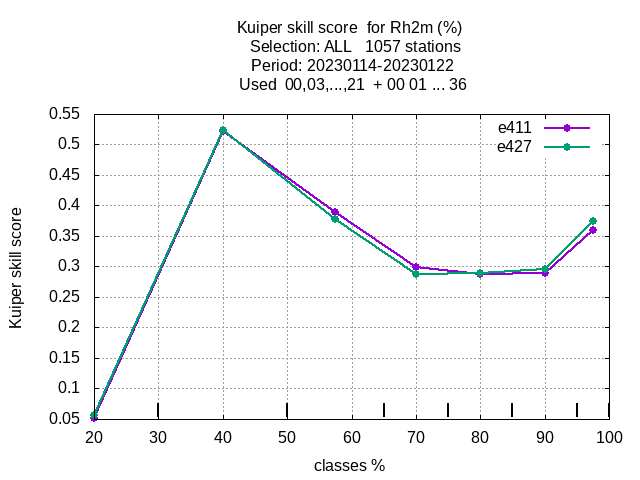 Kuiper skill score  for Rh2m (%)
Selection: ALL   1057 stations
Period: 20230114-20230122
Used  00,03,...,21  + 00 01 ... 36
e411
e427
0.55
0.5
0.45
0.4
0.35
0.3
0.25
0.2
0.15
0.1
0.05
Kuiper skill score
20 30 40 50 60 70 80 90 100
classes %